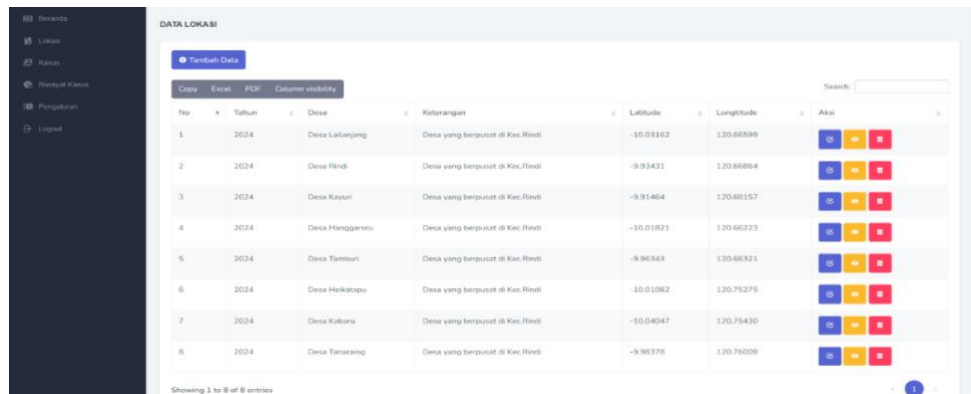 Beranda
Lokasi
Kasus
Riwayat Kasus
Pengaturan
Logout
DATA LOKASI
Tambah Data
Copy Excel PDF Column visibility
Search:
No Tahun Desa Keterangan Latitude Longtitude Aksi
1 2024 Desa Lailanjang Desa yang berpusat di Kec.Rindi -10.03162 120.66599
2 2024 Desa Rindi Desa yang berpusat di Kec.Rindi -9.93431 120.66864
3 2024 Desa Kayuri Desa yang berpusat di Kec.Rindi -9.91464 120.68157
4 2024 Desa Hanggaroru Desa yang berpusat di Kec.Rindi -10.01821 120.66223
5 2024 Desa Tamburi Desa yang berpusat di Kec.Rindi -9.96343 120.66321
6 2024 Desa Heikatapu Desa yang berpusat di Kec.Rindi -10.01082 120.75275
7 2024 Desa Kabaru Desa yang berpusat di Kec.Rindi -10.04047 120.75430
8 2024 Desa Tanaraing Desa yang berpusat di Kec.Rindi -9.98378 120.76009
Showing 1 to 8 of 8 entries
1